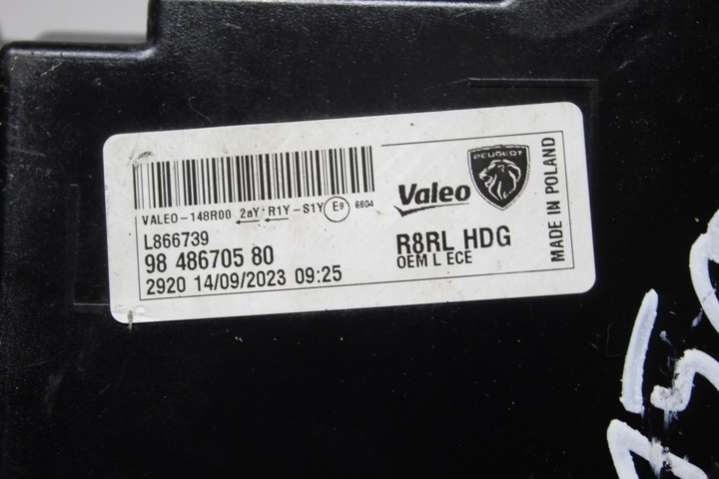 VALEO-148R00 2aY R1Y-S1Y E9 6604
L866739
98 486705 80
2920 14/09/2023 09:25
Valeo
PEUGEOT
R8RL HDG
OEM L ECE
MADE IN POLAND